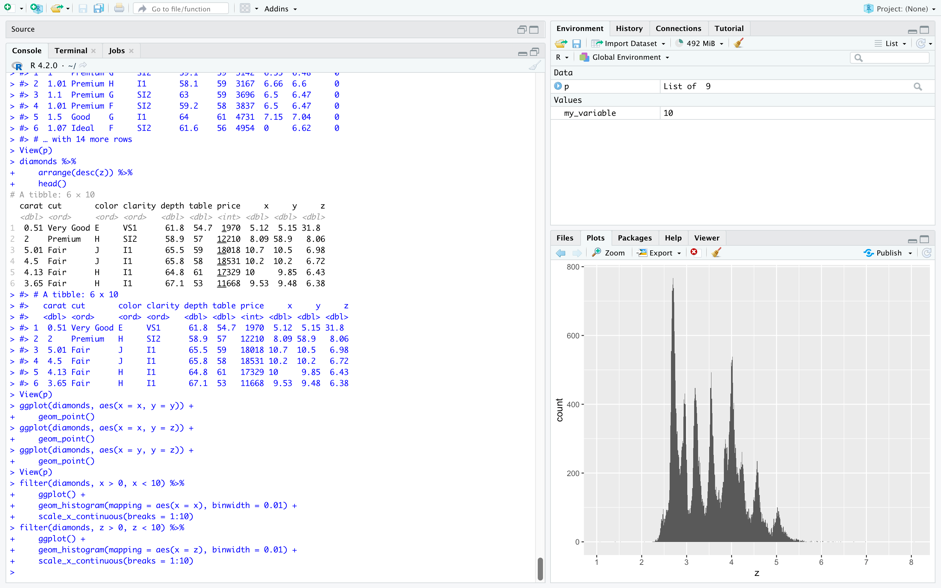 Go to file/function
Addins
Project: (None)
Source
Console Terminal Jobs
R 4.2.0 · ~/
> #> 1 1 Premium G SI2 59.1 59 3142 6.55 6.48 0
> #> 2 1.01 Premium H I1 58.1 59 3167 6.66 6.6 0
> #> 3 1.1 Premium G SI2 63 59 3696 6.5 6.47 0
> #> 4 1.01 Premium F SI2 59.2 58 3837 6.5 6.47 0
> #> 5 1.5 Good G I1 64 61 4731 7.15 7.04 0
> #> 6 1.07 Ideal F SI2 61.6 56 4954 0 6.62 0
> #> # … with 14 more rows
> View(p)
> diamonds %>%
+ arrange(desc(z)) %>%
+ head()
# A tibble: 6 × 10
carat cut color clarity depth table price x y z
<dbl> <ord> <ord> <ord> <dbl> <dbl> <int> <dbl> <dbl> <dbl>
1 0.51 Very Good E VS1 61.8 54.7 1970 5.12 5.15 31.8
2 2 Premium H SI2 58.9 57 12210 8.09 58.9 8.06
3 5.01 Fair J I1 65.5 59 18018 10.7 10.5 6.98
4 4.5 Fair J I1 65.8 58 18531 10.2 10.2 6.72
5 4.13 Fair H I1 64.8 61 17329 10 9.85 6.43
6 3.65 Fair H I1 67.1 53 11668 9.53 9.48 6.38
> #> # A tibble: 6 x 10
> #> carat cut color clarity depth table price x y z
> #> <dbl> <ord> <ord> <ord> <dbl> <dbl> <int> <dbl> <dbl> <dbl>
> #> 1 0.51 Very Good E VS1 61.8 54.7 1970 5.12 5.15 31.8
> #> 2 2 Premium H SI2 58.9 57 12210 8.09 58.9 8.06
> #> 3 5.01 Fair J I1 65.5 59 18018 10.7 10.5 6.98
> #> 4 4.5 Fair J I1 65.8 58 18531 10.2 10.2 6.72
> #> 5 4.13 Fair H I1 64.8 61 17329 10 9.85 6.43
> #> 6 3.65 Fair H I1 67.1 53 11668 9.53 9.48 6.38
> View(p)
> ggplot(diamonds, aes(x = x, y = y)) +
+ geom_point()
> ggplot(diamonds, aes(x = x, y = z)) +
+ geom_point()
> ggplot(diamonds, aes(x = y, y = z)) +
+ geom_point()
> View(p)
> filter(diamonds, x > 0, x < 10) %>%
+ ggplot() +
+ geom_histogram(mapping = aes(x = x), binwidth = 0.01) +
+ scale_x_continuous(breaks = 1:10)
> filter(diamonds, z > 0, z < 10) %>%
+ ggplot() +
+ geom_histogram(mapping = aes(x = z), binwidth = 0.01) +
+ scale_x_continuous(breaks = 1:10)
>
Environment History Connections Tutorial
Import Dataset 492 MiB List
R Global Environment
Data
p List of 9
Values
my_variable 10
Files Plots Packages Help Viewer
Zoom Export Publish
800
600
400
200
0
count
1 2 3 4 5 6 7 8
z